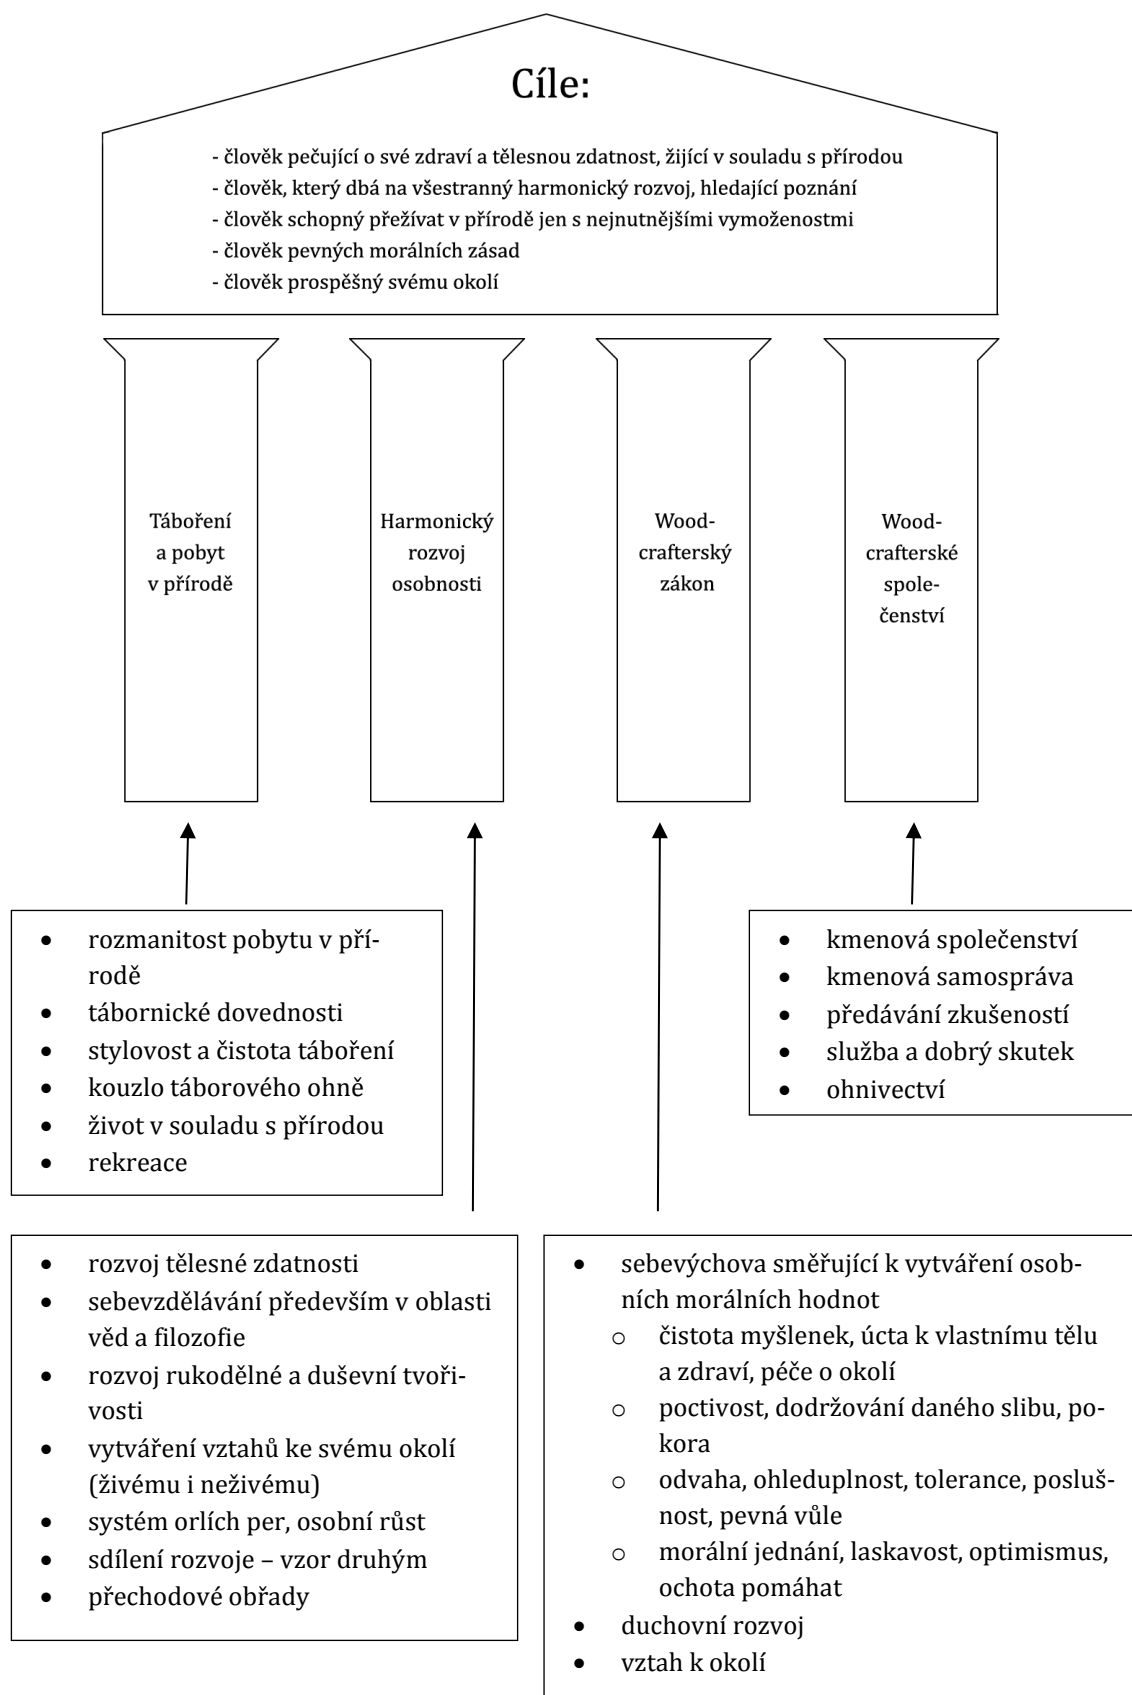 Cíle:
- člověk pečující o své zdraví a tělesnou zdatnost, žijící v souladu s přírodou
- člověk, který dbá na všestranný harmonický rozvoj, hledající poznání
- člověk schopný přežívat v přírodě jen s nejnutnějšími vymoženostmi
- člověk pevných morálních zásad
- člověk prospěšný svému okolí
Táboření
a pobyt
v přírodě
Harmonický
rozvoj
osobnosti
Wood-
crafterský
zákon
Wood-
crafterské
spole-
čenství
• rozmanitost pobytu v pří-
rodě
• tábornické dovednosti
• stylovost a čistota táboření
• kouzlo táborového ohně
• život v souladu s přírodou
• rekreace
• kmenová společenství
• kmenová samospráva
• předávání zkušeností
• služba a dobrý skutek
• ohnivectví
• rozvoj tělesné zdatnosti
• sebevzdělávání především v oblasti
věd a filozofie
• rozvoj rukodělné a duševní tvoři-
vosti
• vytváření vztahů ke svému okolí
(živému i neživému)
• systém orlích per, osobní růst
• sdílení rozvoje – vzor druhým
• přechodové obřady
• sebevýchova směřující k vytváření osob-
ních morálních hodnot
o čistota myšlenek, úcta k vlastnímu tělu
a zdraví, péče o okolí
o poctivost, dodržování daného slibu, po-
kora
o odvaha, ohleduplnost, tolerance, posluš-
nost, pevná vůle
o morální jednání, laskavost, optimismus,
ochota pomáhat
• duchovní rozvoj
• vztah k okolí